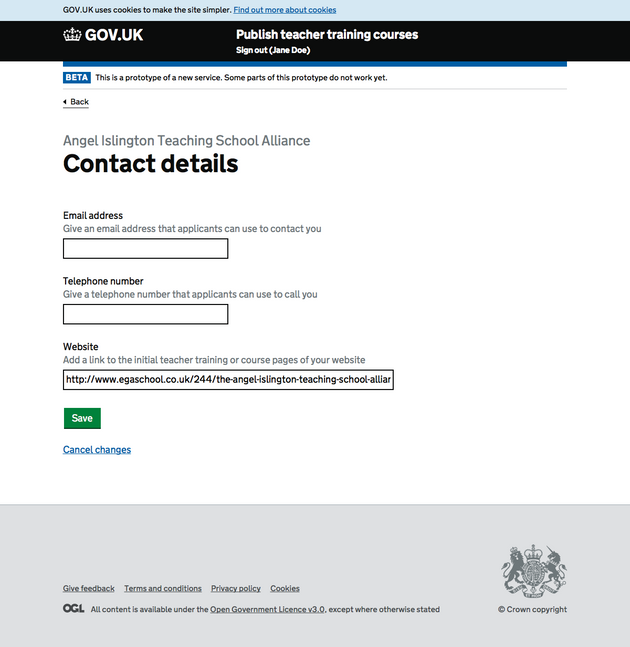 GOV.UK uses cookies to make the site simpler. Find out more about cookies
GOV.UK
Publish teacher training courses
Sign out (Jane Doe)
BETA This is a prototype of a new service. Some parts of this prototype do not work yet.
Back
Angel Islington Teaching School Alliance
Contact details
Email address
Give an email address that applicants can use to contact you
Telephone number
Give a telephone number that applicants can use to call you
Website
Add a link to the initial teacher training or course pages of your website
http://www.egaschool.co.uk/244/the-angel-islington-teaching-school-allian
Save
Cancel changes
Give feedback Terms and conditions Privacy policy Cookies
OGL All content is available under the Open Government Licence v3.0, except where otherwise stated
© Crown copyright